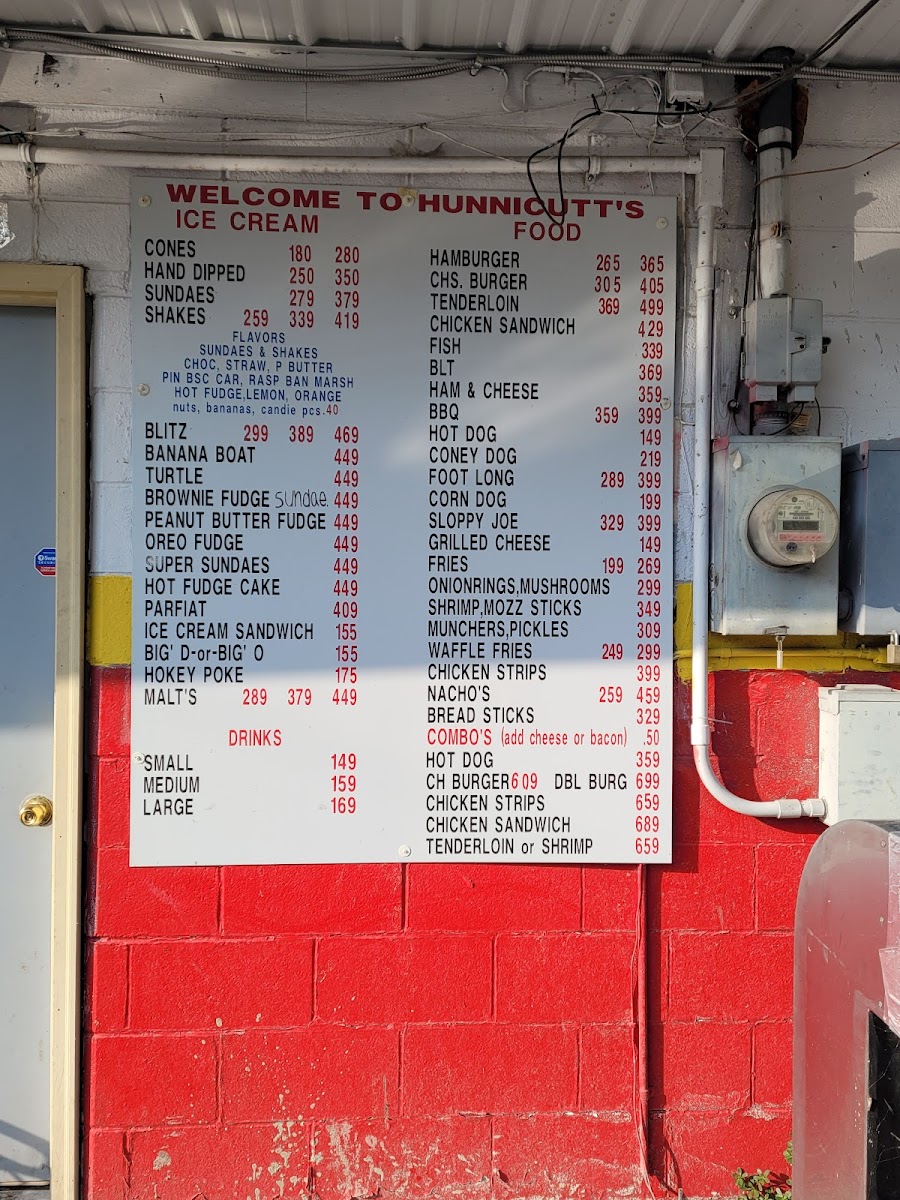 WELCOME TO HUNNICUTT'S
ICE CREAM
CONES 180 280
HAND DIPPED 250 350
SUNDAES 279 379
SHAKES 259 339 419
FLAVORS
SUNDAES & SHAKES
CHOC, STRAW, P BUTTER
PIN BSC CAR, RASP BAN MARSH
HOT FUDGE,LEMON, ORANGE
nuts, bananas, candie pcs.40
BLITZ 299 389 469
BANANA BOAT 449
TURTLE 449
BROWNIE FUDGE sundae 449
PEANUT BUTTER FUDGE 449
OREO FUDGE 449
SUPER SUNDAES 449
HOT FUDGE CAKE 449
PARFIAT 409
ICE CREAM SANDWICH 155
BIG' D-or-BIG' O 155
HOKEY POKE 175
MALT'S 289 379 449
DRINKS
SMALL 149
MEDIUM 159
LARGE 169
FOOD
HAMBURGER 265 365
CHS. BURGER 305 405
TENDERLOIN 369 499
CHICKEN SANDWICH 429
FISH 339
BLT 369
HAM & CHEESE 359
BBQ 359 399
HOT DOG 149
CONEY DOG 219
FOOT LONG 289 399
CORN DOG 199
SLOPPY JOE 329 399
GRILLED CHEESE 149
FRIES 199 269
ONIONRINGS,MUSHROOMS 299
SHRIMP,MOZZ STICKS 349
MUNCHERS,PICKLES 309
WAFFLE FRIES 249 299
CHICKEN STRIPS 399
NACHO'S 259 459
BREAD STICKS 329
COMBO'S (add cheese or bacon) .50
HOT DOG 359
CH BURGER 609 DBL BURG 699
CHICKEN STRIPS 659
CHICKEN SANDWICH 689
TENDERLOIN or SHRIMP 659